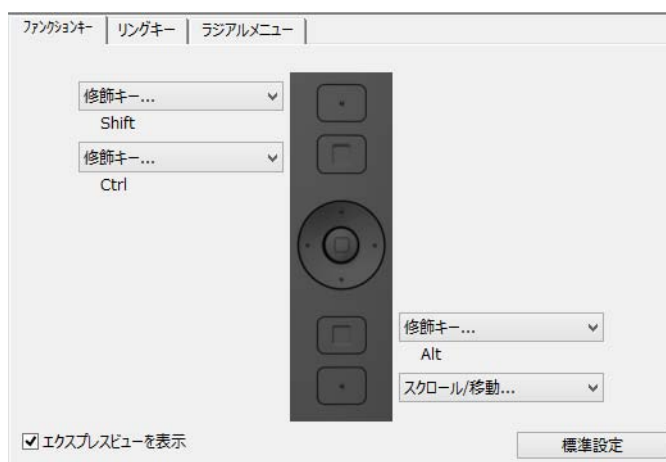 ファンクションキー リングキー ラジアルメニュー
修飾キー...
Shift
修飾キー...
Ctrl
修飾キー...
Alt
スクロール/移動...
エクスプレスビューを表示
標準設定